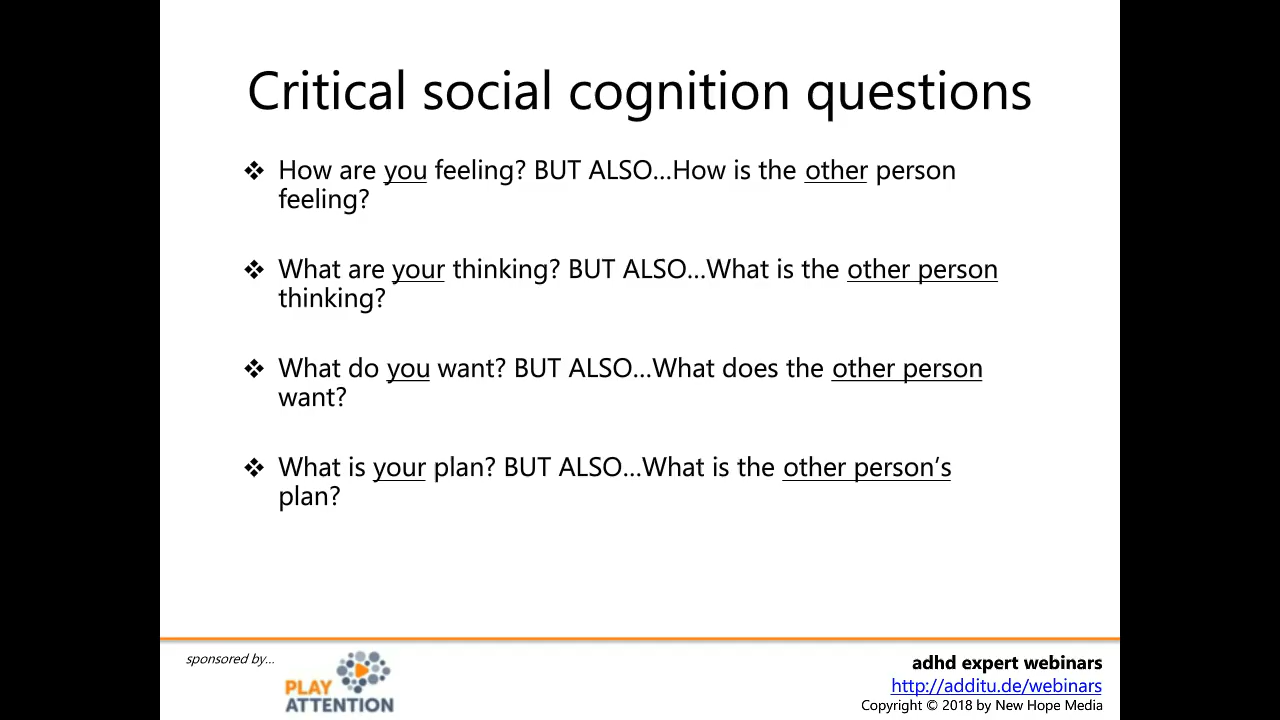 Critical social cognition questions
❖ How are you feeling? BUT ALSO...How is the other person
feeling?
❖ What are your thinking? BUT ALSO...What is the other person
thinking?
❖ What do you want? BUT ALSO...What does the other person
want?
❖ What is your plan? BUT ALSO...What is the other person’s
plan?
sponsored by...
PLAY
ATTENTION
adhd expert webinars
http://additu.de/webinars
Copyright © 2018 by New Hope Media